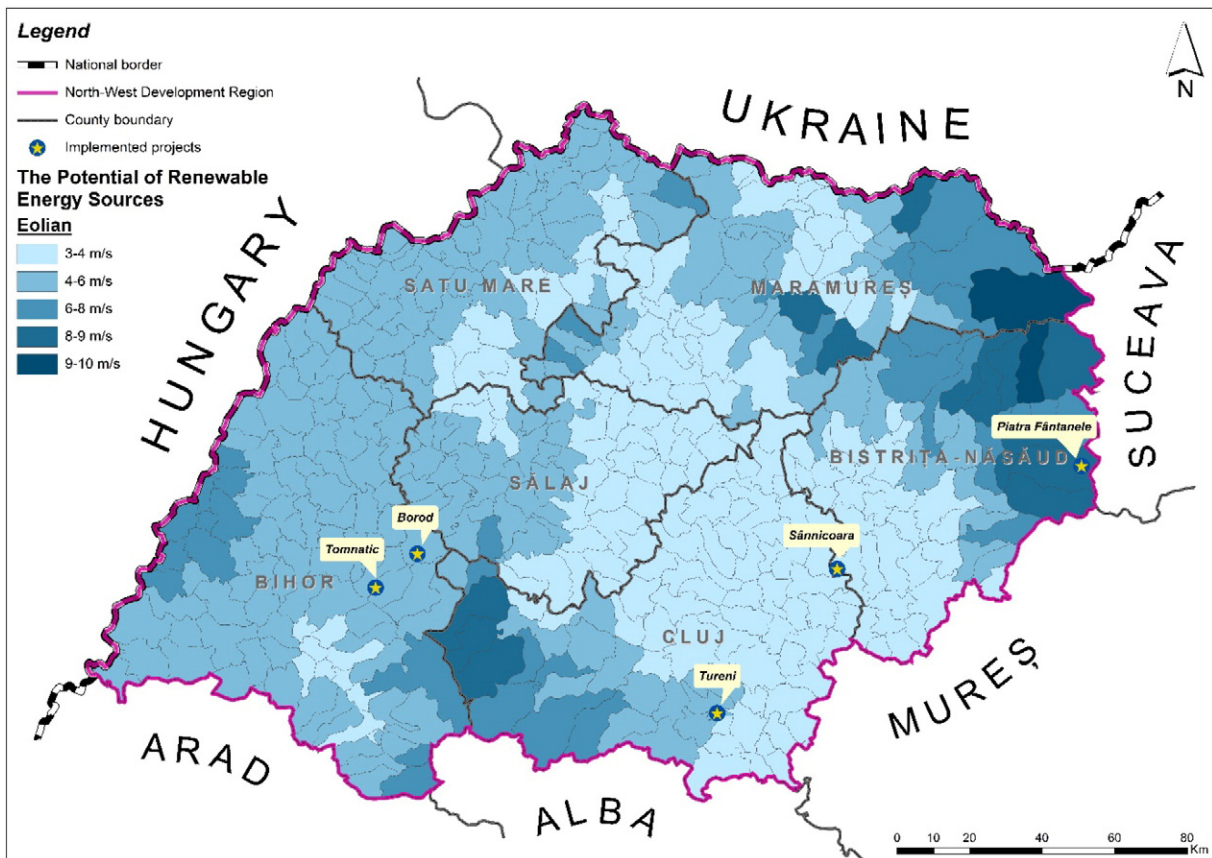 Legend
National border
North-West Development Region
County boundary
Implemented projects
The Potential of Renewable
Energy Sources
Eolian
3-4 m/s
4-6 m/s
6-8 m/s
8-9 m/s
9-10 m/s
N
UKRAINE
HUNGARY
SUCEAVA
SATU MARE
MARAMUREȘ
Piatra Fântanele
BISTRIȚA-NĂSĂUD
SĂLAJ
Borod
Tomnatic
Sânnicoara
BIHOR
CLUJ
Tureni
MUREȘ
ARAD
ALBA
0 10 20 40 60 80
Km